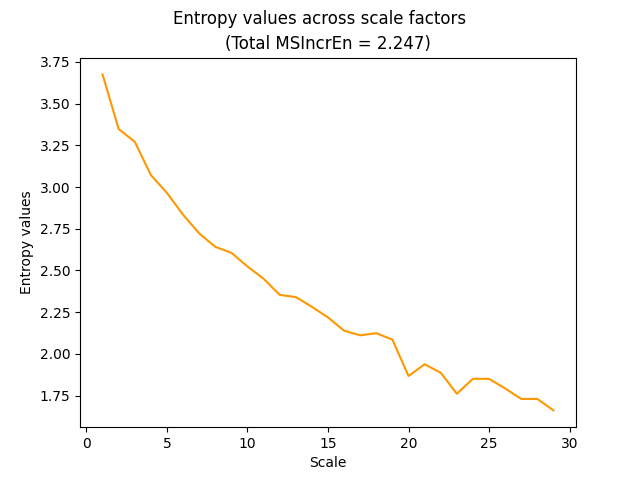 Entropy values across scale factors
(Total MSIncrEn = 2.247)
3.75
3.50
3.25
3.00
2.75
2.50
2.25
2.00
1.75
Entropy values
0 5 10 15 20 25 30
Scale